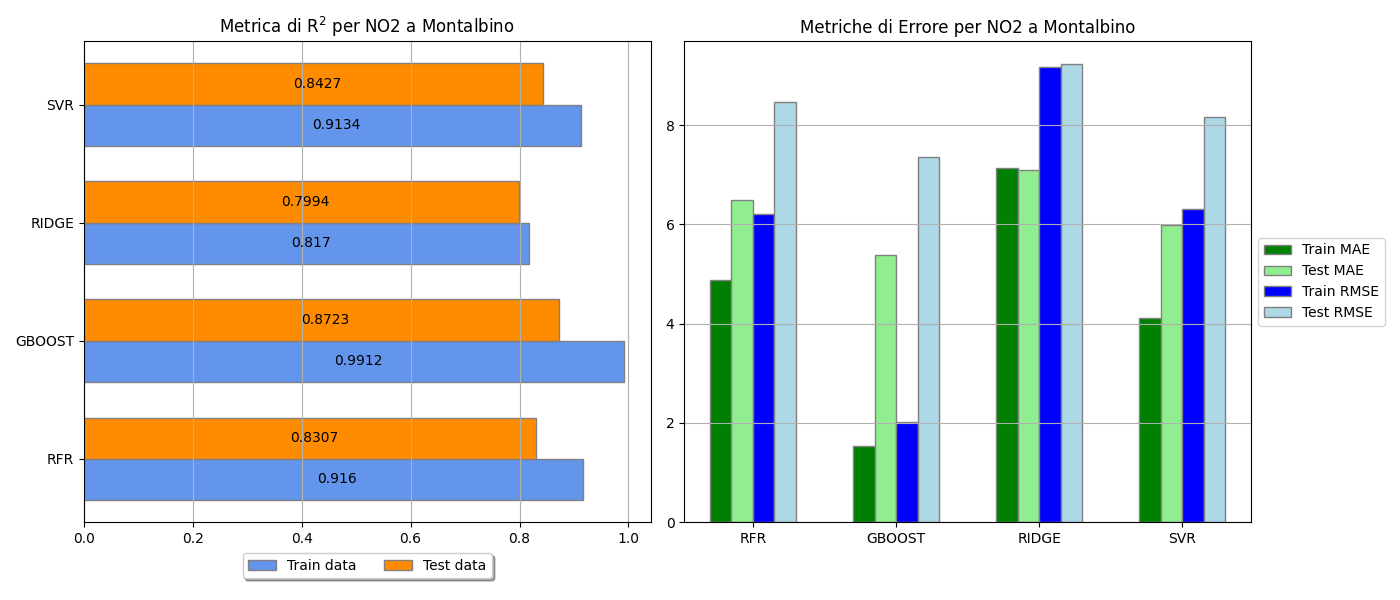 Metrica di R² per NO2 a Montalbino
SVR
0.8427
0.9134
RIDGE
0.7994
0.817
GBOOST
0.8723
0.9912
RFR
0.8307
0.916
0.0 0.2 0.4 0.6 0.8 1.0
Train data Test data
Metriche di Errore per NO2 a Montalbino
8
6
4
2
0
RFR GBOOST RIDGE SVR
Train MAE
Test MAE
Train RMSE
Test RMSE